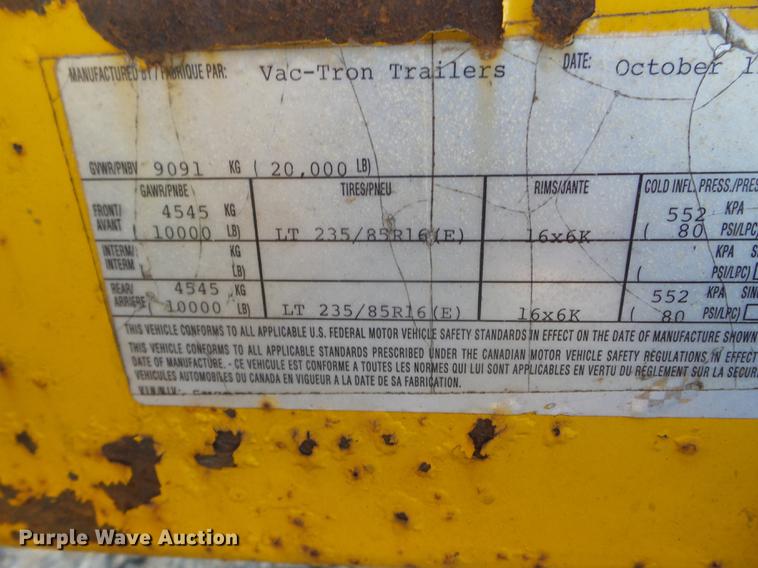 MANUFACTURED BY / FABRIQUE PAR: Vac-Tron Trailers DATE: October
GVWR/PNBV 9091 KG ( 20,000 LB)
GAWR/PNBE TIRES/PNEU RIMS/JANTE COLD INFL. PRESS./PRES
FRONT/ AVANT 4545 KG ( 10000 LB) LT 235/85R16(E) 16x6K 552 KPA ( 80 PSI/LPC)
INTERM/ INTERM KG LB) KPA ( PSI/LPC)
REAR/ ARRIERE 4545 KG ( 10000 LB) LT 235/85R16(E) 16x6K 552 KPA ( 80 PSI/LPC)
THIS VEHICLE CONFORMS TO ALL APPLICABLE U.S. FEDERAL MOTOR VEHICLE SAFETY STANDARDS IN EFFECT ON THE DATE OF MANUFACTURE SHOWN
THIS VEHICLE CONFORMS TO ALL APPLICABLE STANDARDS PRESCRIBED UNDER THE CANADIAN MOTOR VEHICLE SAFETY REGULATIONS, IN EFFECT
DATE OF MANUFACTURE. - CE VEHICULE EST CONFORME A TOUTES LES NORMES QUI LUI SONT APPLICABLES EN VERTU DU REGLEMENT SUR LA
VEHICULES AUTOMOBILES DU CANADA EN VIGUEUR A LA DATE DE SA FABRICATION.
Purple Wave Auction